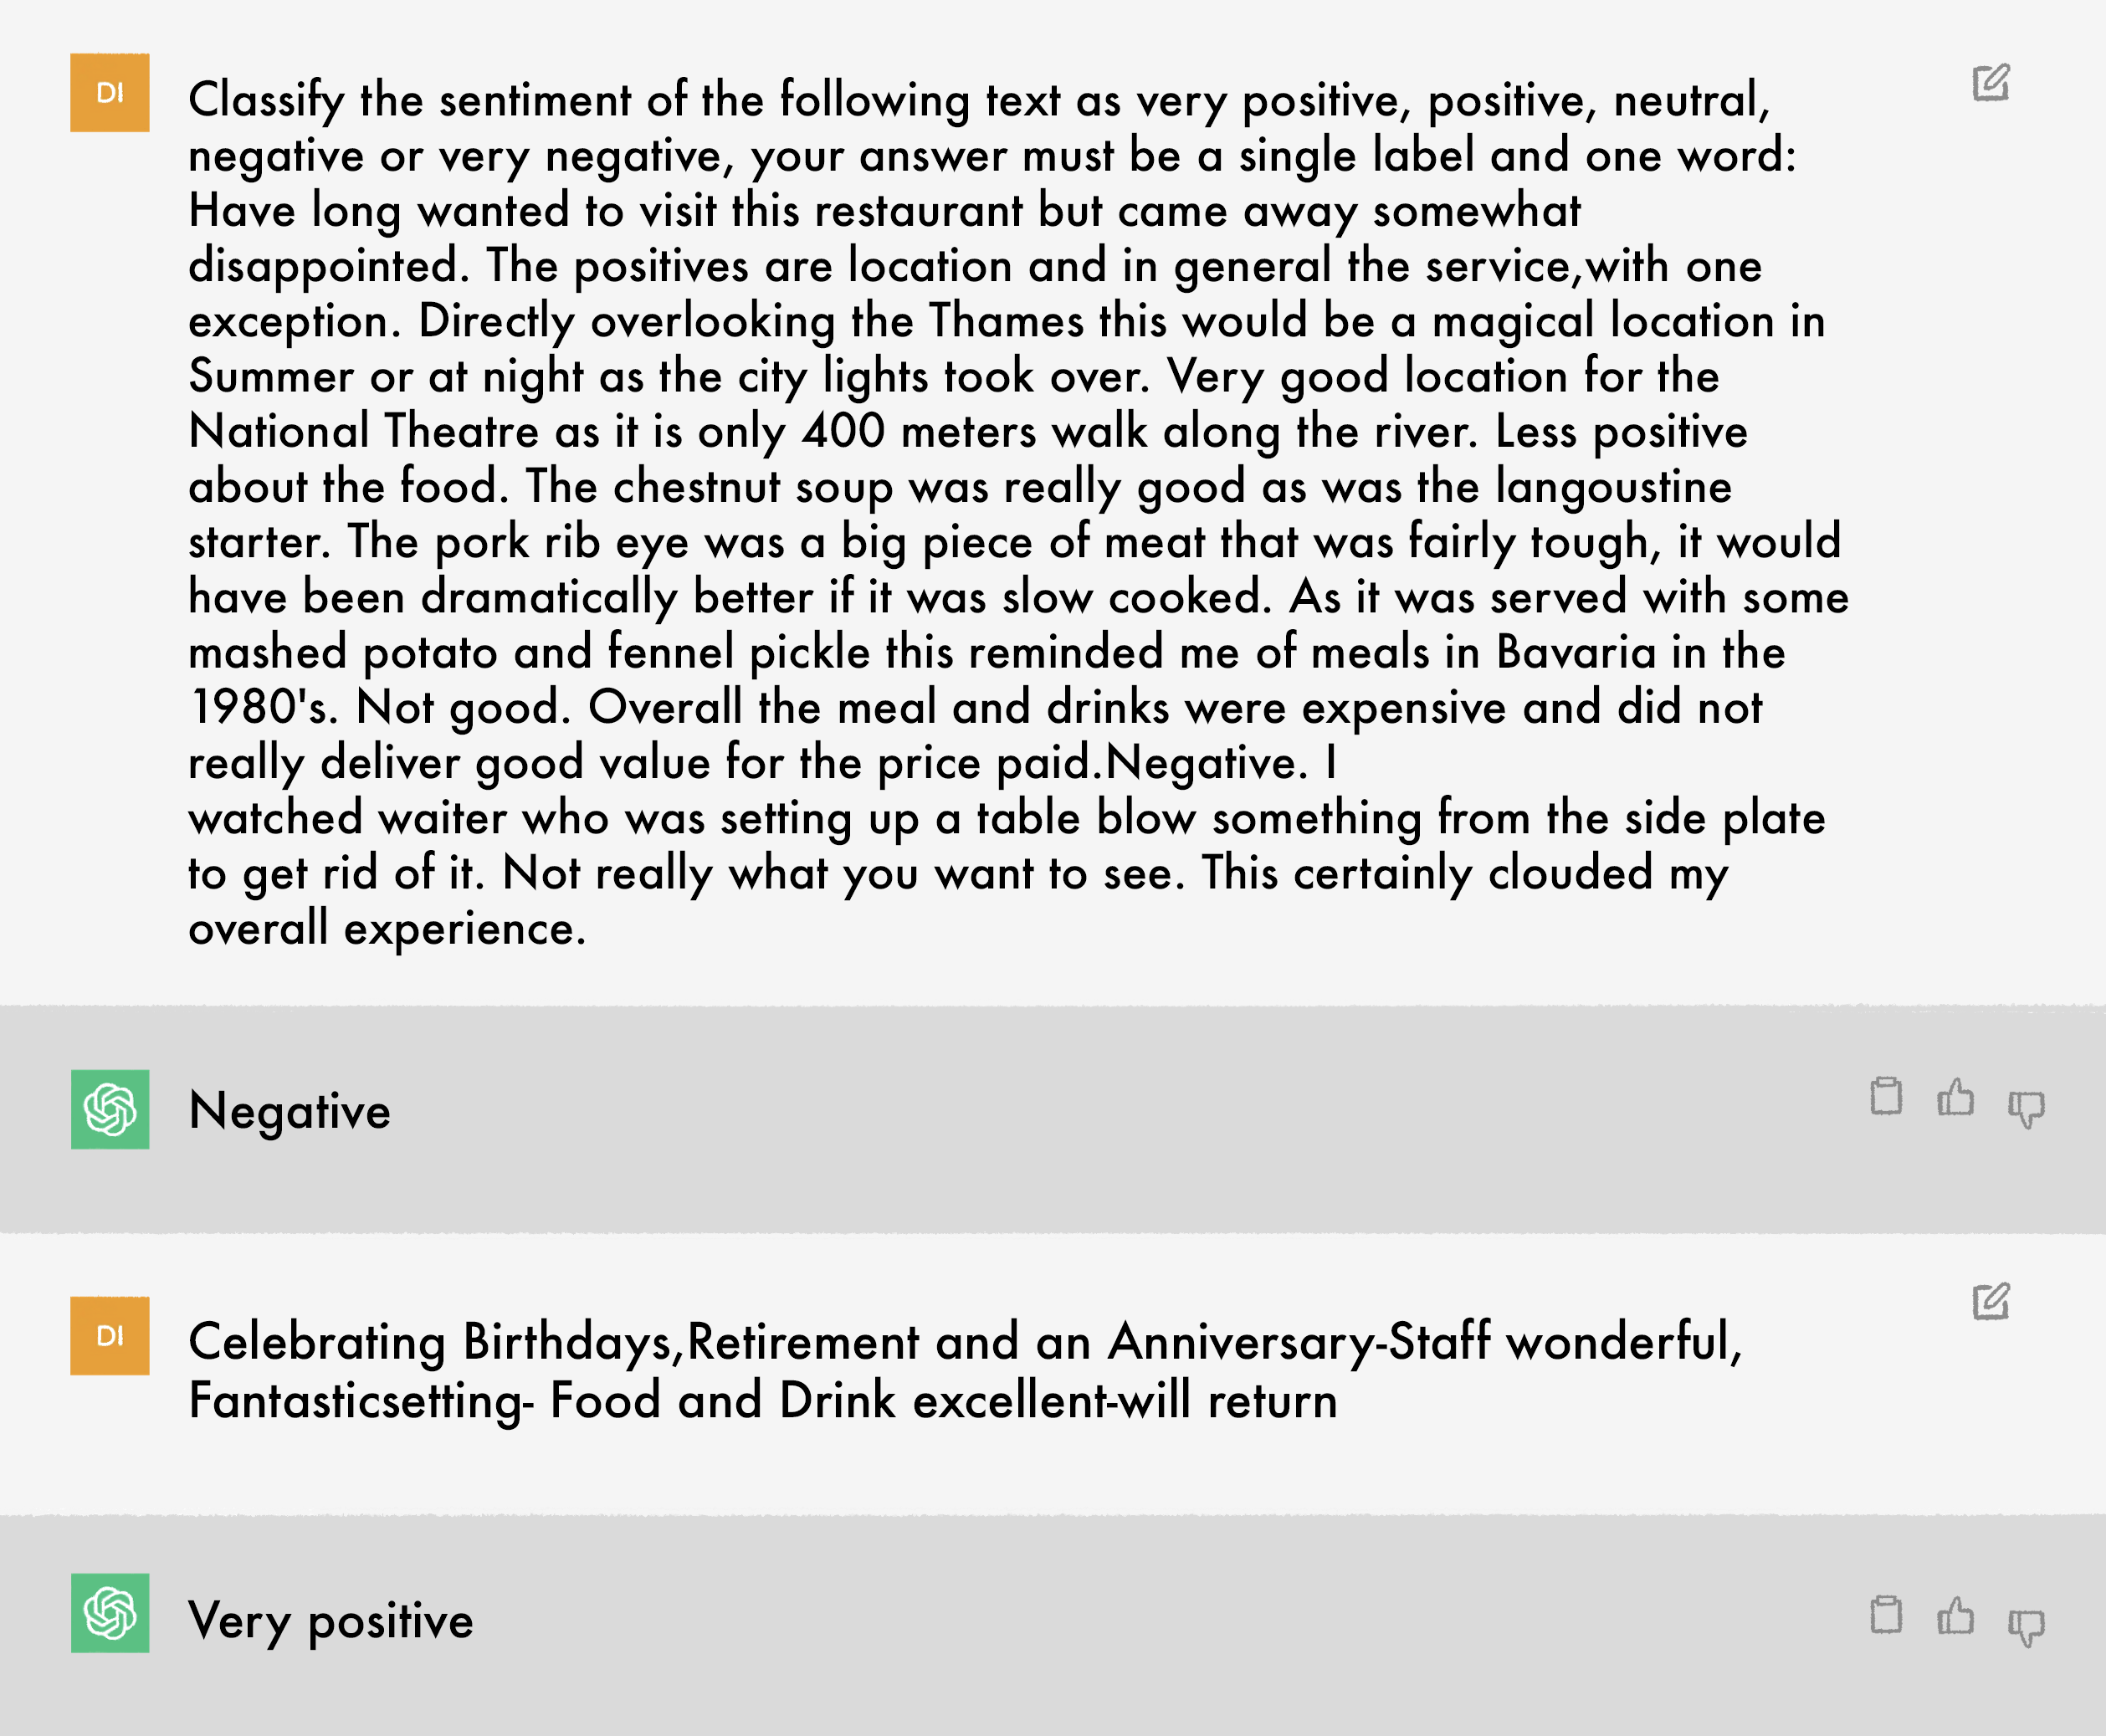 DI
Classify the sentiment of the following text as very positive, positive, neutral,
negative or very negative, your answer must be a single label and one word:
Have long wanted to visit this restaurant but came away somewhat
disappointed. The positives are location and in general the service,with one
exception. Directly overlooking the Thames this would be a magical location in
Summer or at night as the city lights took over. Very good location for the
National Theatre as it is only 400 meters walk along the river. Less positive
about the food. The chestnut soup was really good as was the langoustine
starter. The pork rib eye was a big piece of meat that was fairly tough, it would
have been dramatically better if it was slow cooked. As it was served with some
mashed potato and fennel pickle this reminded me of meals in Bavaria in the
1980's. Not good. Overall the meal and drinks were expensive and did not
really deliver good value for the price paid.Negative. I
watched waiter who was setting up a table blow something from the side plate
to get rid of it. Not really what you want to see. This certainly clouded my
overall experience.
Negative
DI
Celebrating Birthdays,Retirement and an Anniversary-Staff wonderful,
Fantasticsetting- Food and Drink excellent-will return
Very positive